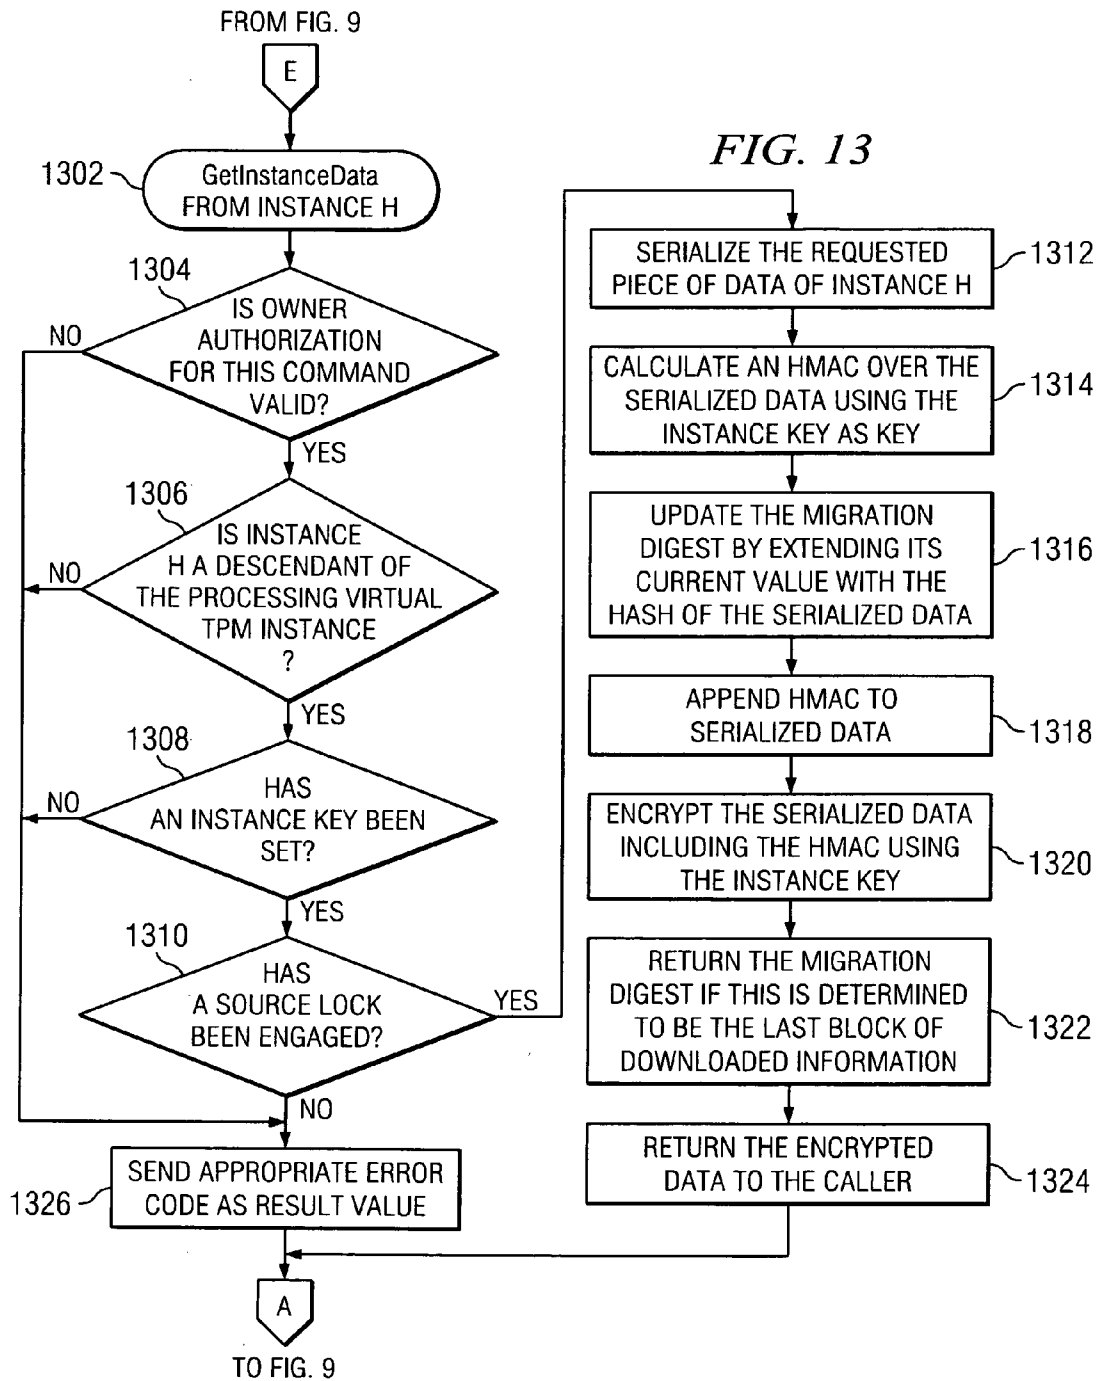 FROM FIG. 9
E
FIG. 13
1302
GetInstanceData
FROM INSTANCE H
1304
IS OWNER
AUTHORIZATION
FOR THIS COMMAND
VALID?
NO
YES
1306
IS INSTANCE
H A DESCENDANT OF
THE PROCESSING VIRTUAL
TPM INSTANCE
?
NO
YES
1308
HAS
AN INSTANCE KEY BEEN
SET?
NO
YES
1310
HAS
A SOURCE LOCK
BEEN ENGAGED?
YES
NO
SEND APPROPRIATE ERROR
CODE AS RESULT VALUE
1326
A
TO FIG. 9
SERIALIZE THE REQUESTED
PIECE OF DATA OF INSTANCE H
1312
CALCULATE AN HMAC OVER THE
SERIALIZED DATA USING THE
INSTANCE KEY AS KEY
1314
UPDATE THE MIGRATION
DIGEST BY EXTENDING ITS
CURRENT VALUE WITH THE
HASH OF THE SERIALIZED DATA
1316
APPEND HMAC TO
SERIALIZED DATA
1318
ENCRYPT THE SERIALIZED DATA
INCLUDING THE HMAC USING
THE INSTANCE KEY
1320
RETURN THE MIGRATION
DIGEST IF THIS IS DETERMINED
TO BE THE LAST BLOCK OF
DOWNLOADED INFORMATION
1322
RETURN THE ENCRYPTED
DATA TO THE CALLER
1324